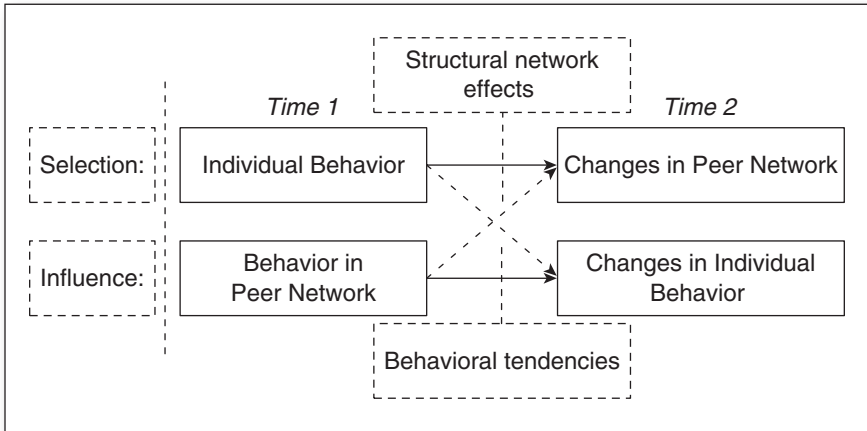 Structural network
effects
Time 1
Time 2
Selection:
Individual Behavior
Changes in Peer Network
Influence:
Behavior in
Peer Network
Changes in Individual
Behavior
Behavioral tendencies